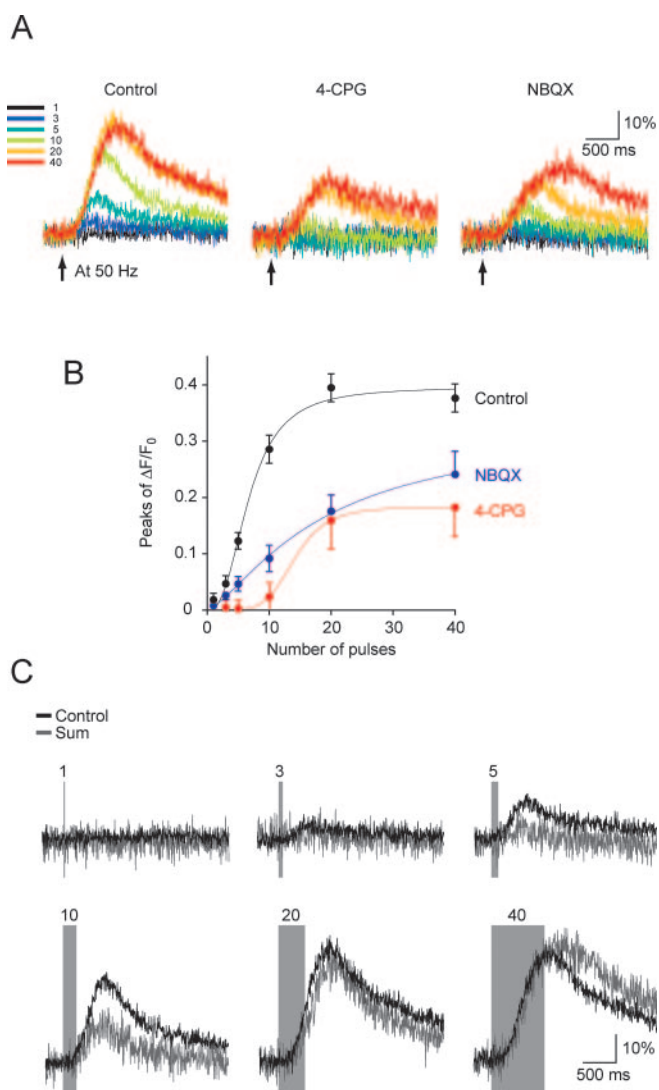 A
Control
4-CPG
NBQX
1
3
5
10
20
40
10%
500 ms
At 50 Hz
B
0.4
0.3
0.2
0.1
0
Peaks of ΔF/F0
Control
NBQX
4-CPG
0 10 20 30 40
Number of pulses
C
Control
Sum
1
3
5
10
20
40
10%
500 ms